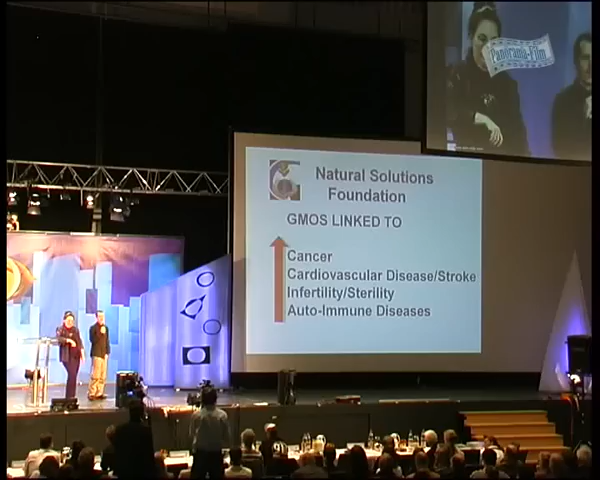 Panorama-Film
Natural Solutions
Foundation
GMOS LINKED TO
Cancer
Cardiovascular Disease/Stroke
Infertility/Sterility
Auto-Immune Diseases